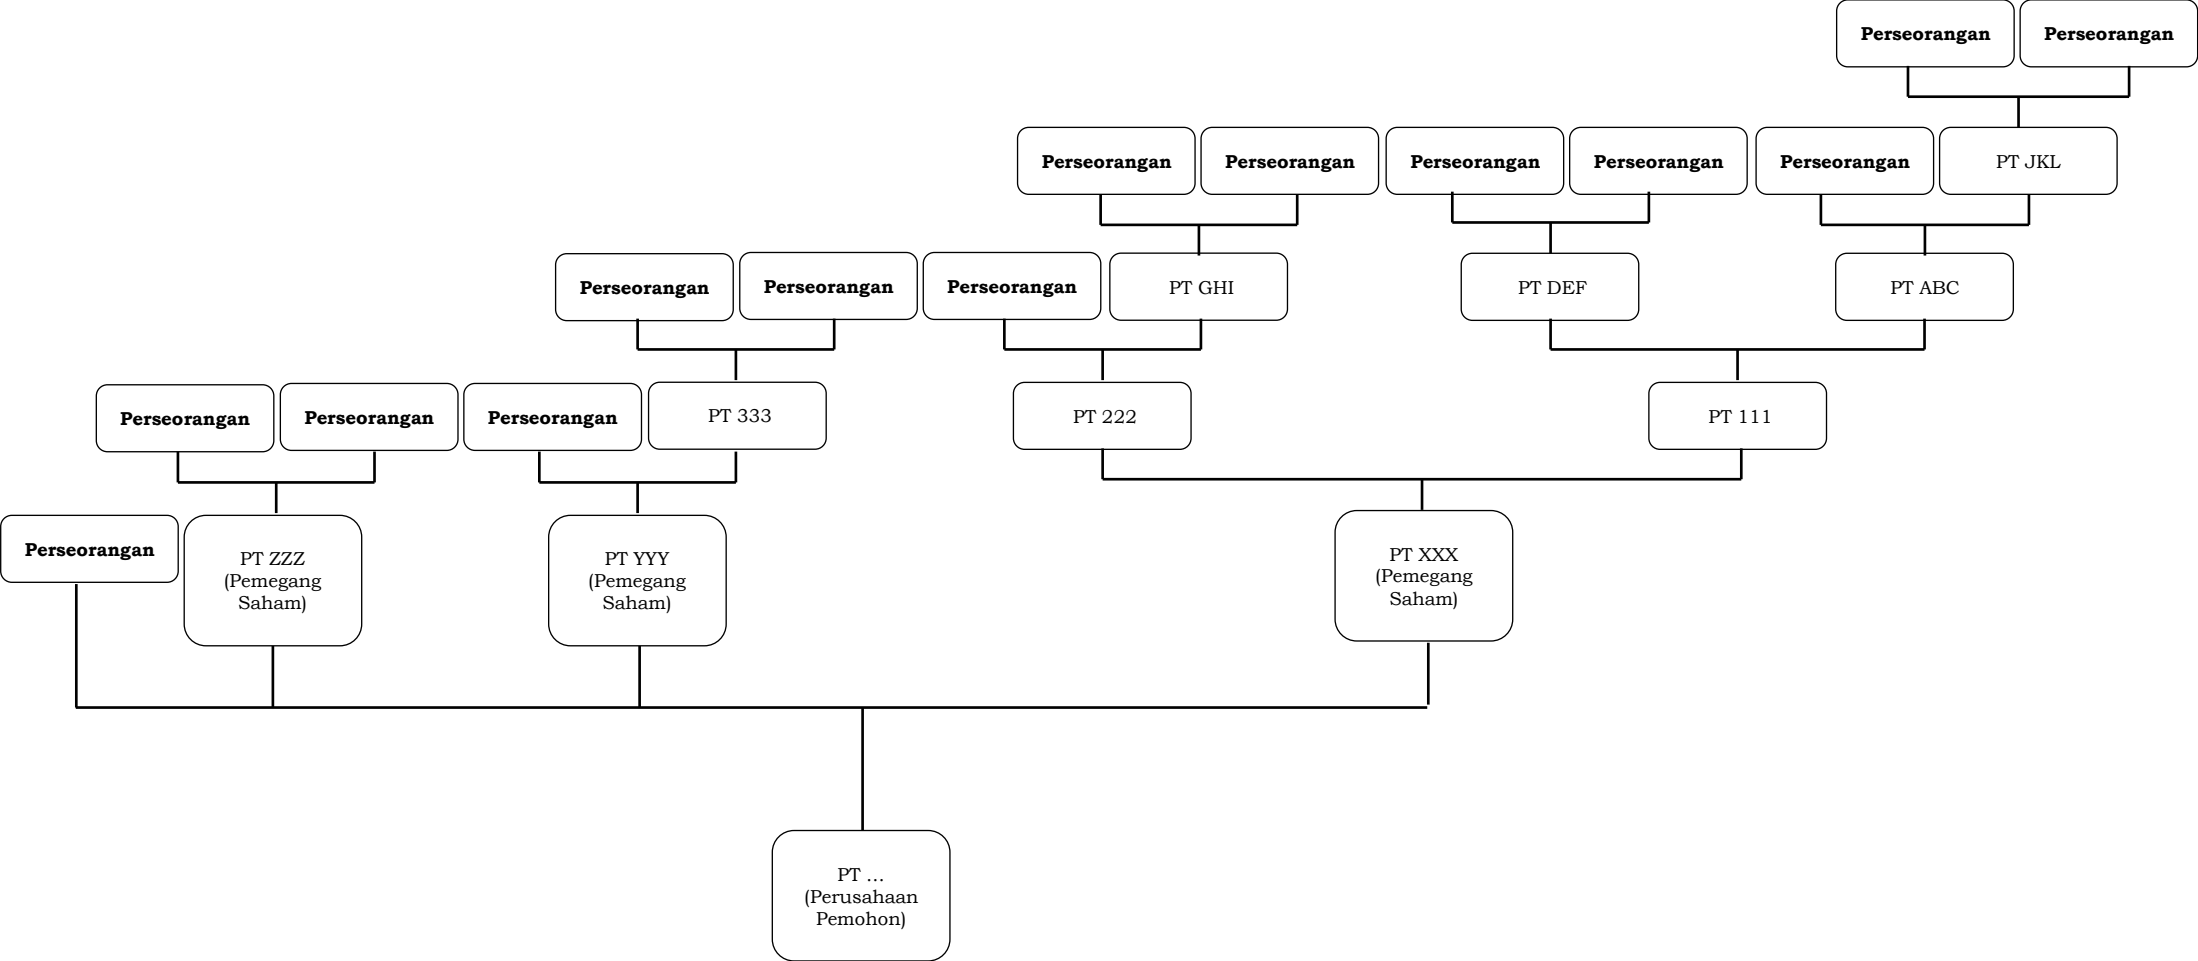 Perseorangan Perseorangan
Perseorangan Perseorangan Perseorangan Perseorangan Perseorangan PT JKL
Perseorangan Perseorangan Perseorangan PT GHI PT DEF PT ABC
Perseorangan Perseorangan Perseorangan PT 333 PT 222 PT 111
Perseorangan
PT ZZZ
(Pemegang
Saham)
PT YYY
(Pemegang
Saham)
PT XXX
(Pemegang
Saham)
PT ...
(Perusahaan
Pemohon)